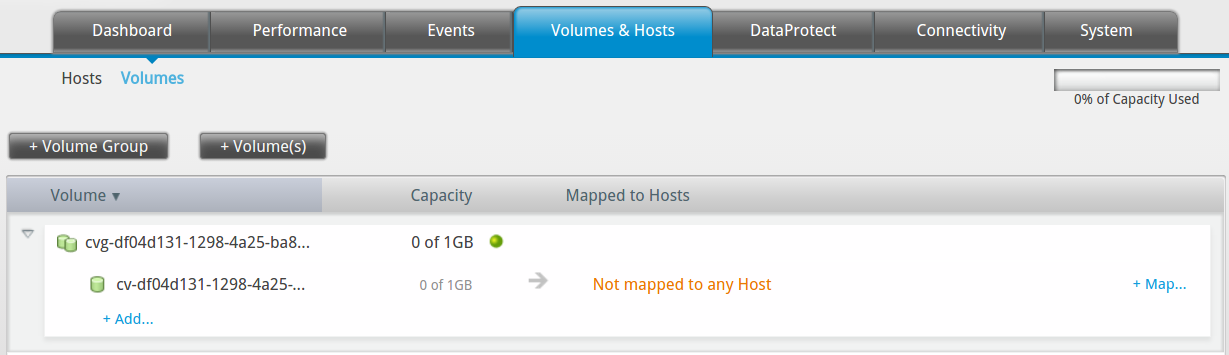 Dashboard Performance Events Volumes & Hosts DataProtect Connectivity System
Hosts Volumes
0% of Capacity Used
+ Volume Group + Volume(s)
Volume ▼ Capacity Mapped to Hosts
cvg-df04d131-1298-4a25-ba8... 0 of 1GB
cv-df04d131-1298-4a25-... 0 of 1GB Not mapped to any Host + Map...
+ Add...